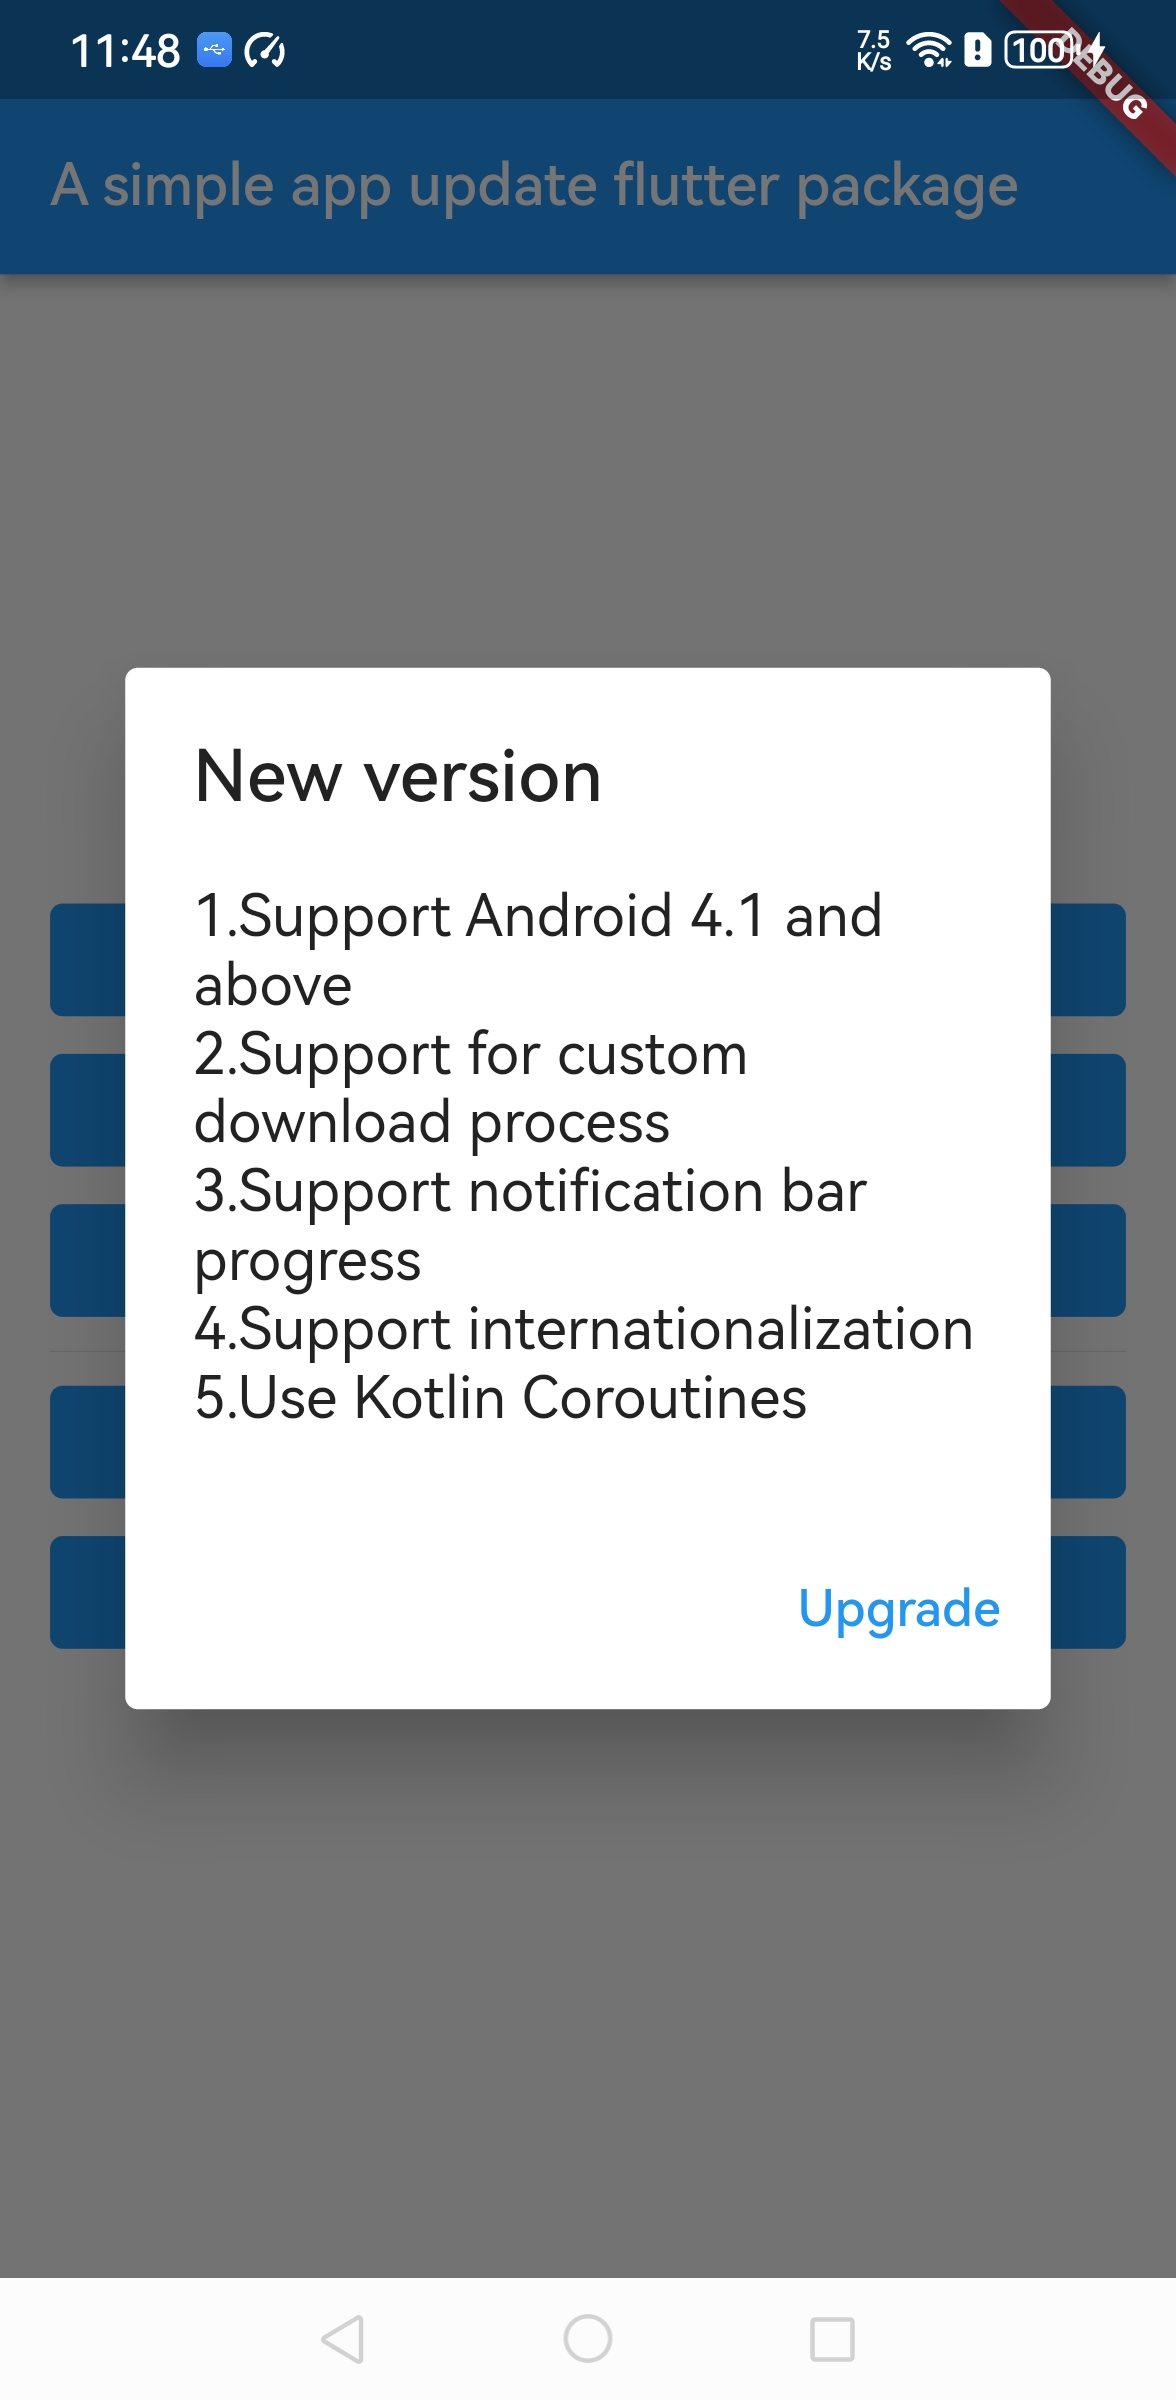 11:48
7.5
K/s
100
DEBUG
A simple app update flutter package
New version
1.Support Android 4.1 and
above
2.Support for custom
download process
3.Support notification bar
progress
4.Support internationalization
5.Use Kotlin Coroutines
Upgrade